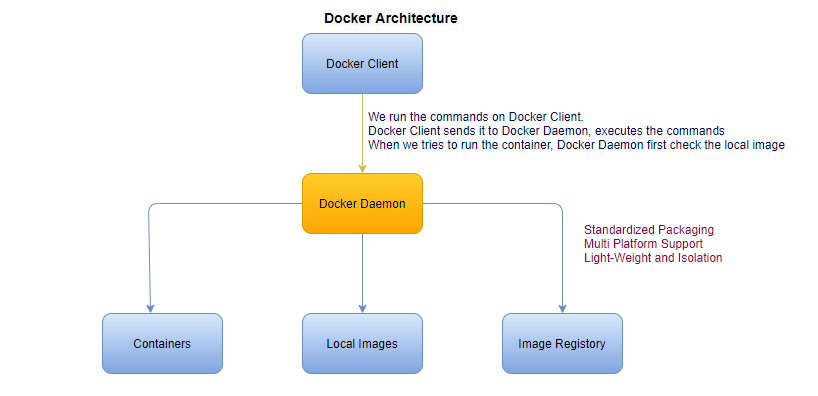 Docker Architecture
Docker Client
We run the commands on Docker Client.
Docker Client sends it to Docker Daemon, executes the commands
When we tries to run the container, Docker Daemon first check the local image
Docker Daemon
Standardized Packaging
Multi Platform Support
Light-Weight and Isolation
Containers
Local Images
Image Registory